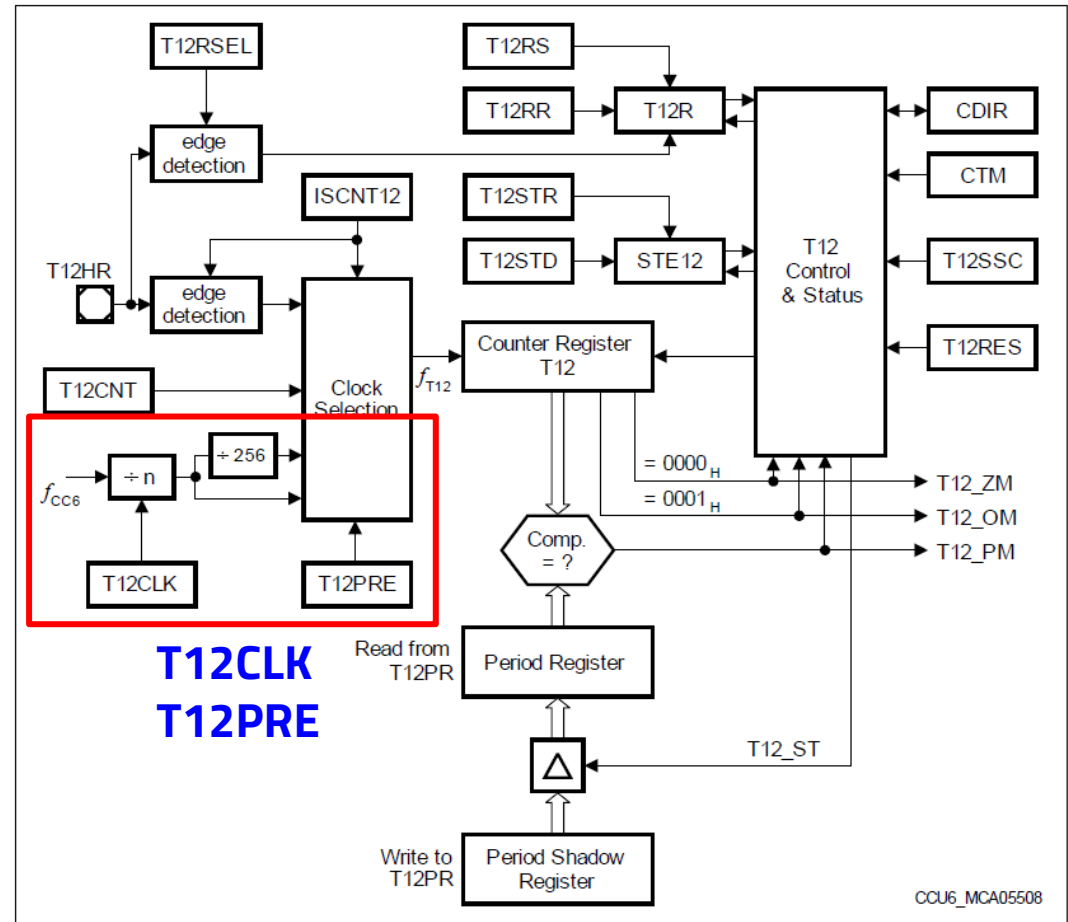 T12RSEL
T12RS
T12RR
T12R
CDIR
edge
detection
CTM
ISCNT12
T12STR
T12STD
STE12
T12
Control
& Status
T12SSC
T12HR
edge
detection
T12RES
Counter Register
T12
fT12
T12CNT
Clock
Selection
÷ 256
÷ n
fCC6
= 0000H
T12_ZM
= 0001H
T12_OM
Comp.
= ?
T12_PM
T12CLK
T12PRE
T12CLK
T12PRE
Read from
T12PR
Period Register
T12_ST
Δ
Write to
T12PR
Period Shadow
Register
CCU6_MCA05508